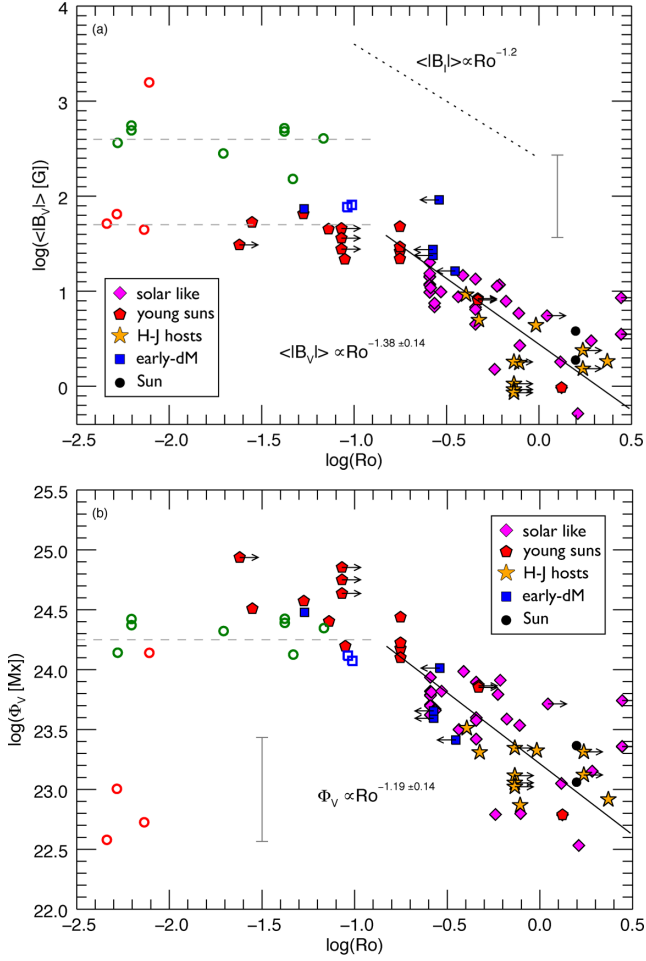 4
(a)
<|B_I|>∝Ro^-1.2
3
2
1
0
log(<|B_V|> [G])
solar like
young suns
H-J hosts
early-dM
Sun
<|B_V|> ∝Ro^-1.38 ±0.14
-2.5 -2.0 -1.5 -1.0 -0.5 0.0 0.5
log(Ro)
25.5
(b)
25.0
24.5
24.0
23.5
23.0
22.5
22.0
log(Φ_V [Mx])
solar like
young suns
H-J hosts
early-dM
Sun
Φ_V ∝Ro^-1.19 ±0.14
-2.5 -2.0 -1.5 -1.0 -0.5 0.0 0.5
log(Ro)